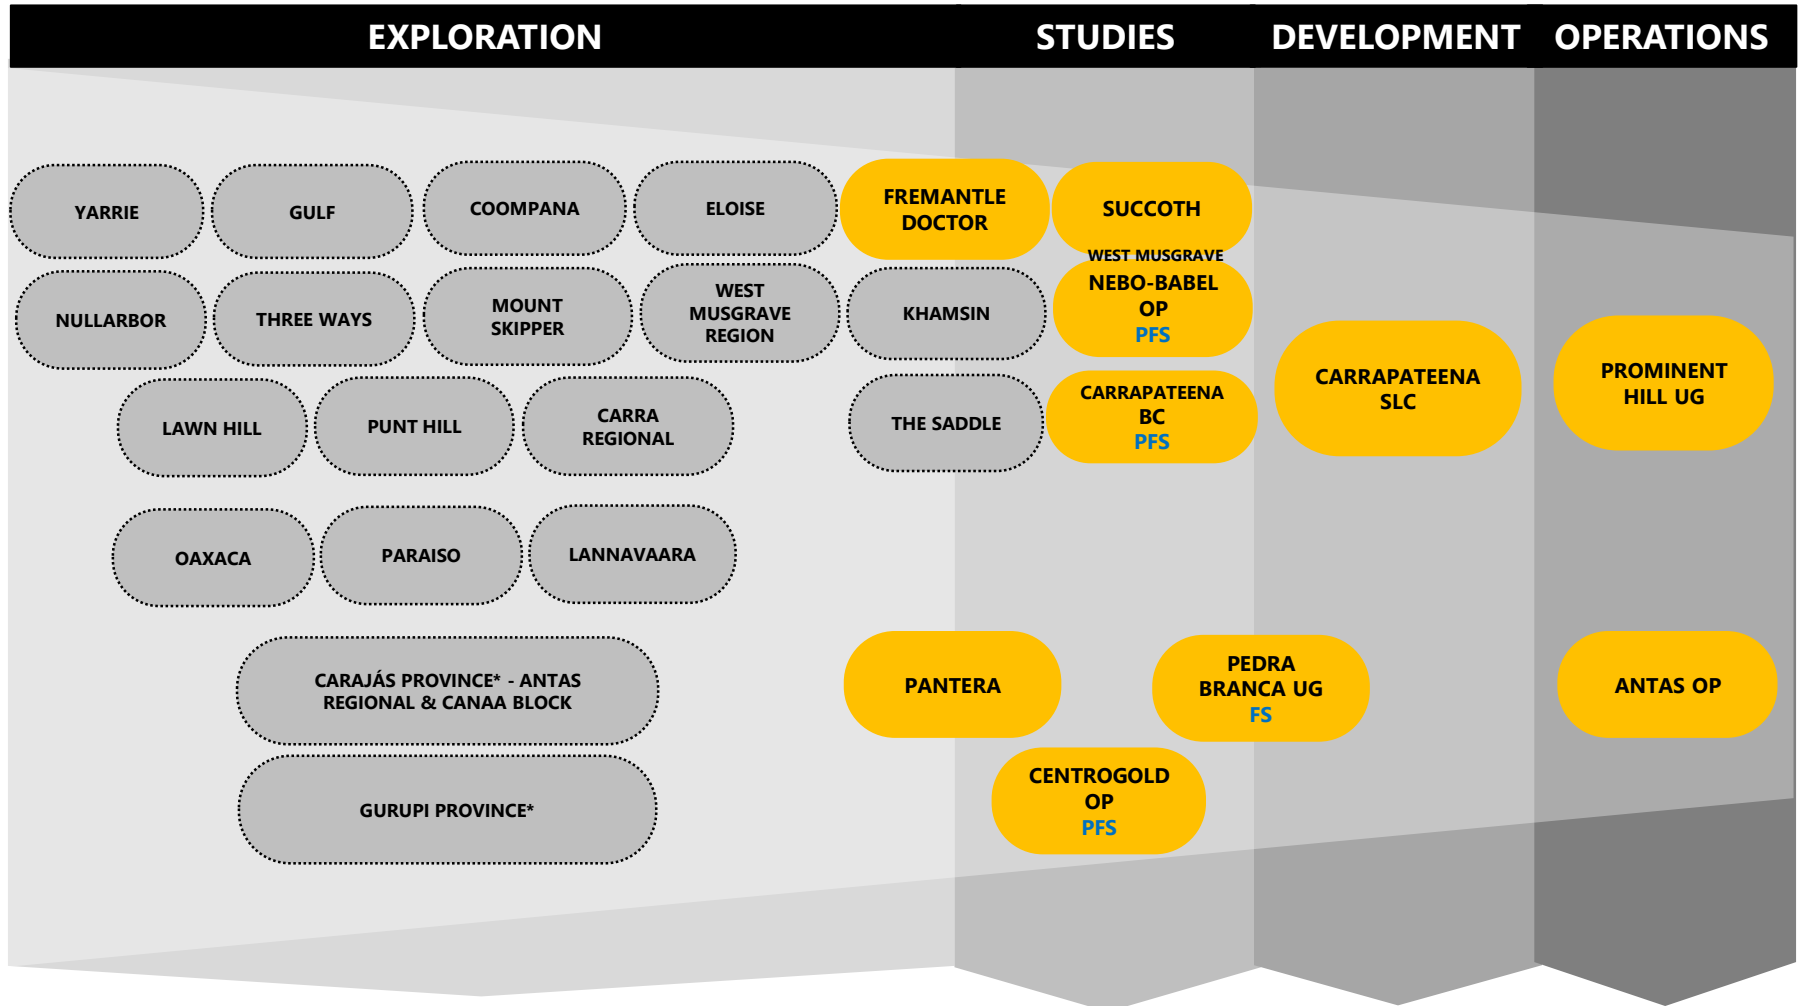 EXPLORATION
STUDIES
DEVELOPMENT
OPERATIONS
YARRIE
GULF
COOMPANA
ELOISE
FREMANTLE
DOCTOR
SUCCOTH
NULLARBOR
THREE WAYS
MOUNT
SKIPPER
WEST
MUSGRAVE
REGION
KHAMSIN
WEST MUSGRAVE
NEBO-BABEL
OP
PFS
LAWN HILL
PUNT HILL
CARRA
REGIONAL
THE SADDLE
CARRAPATEENA
BC
PFS
CARRAPATEENA
SLC
PROMINENT
HILL UG
OAXACA
PARAISO
LANNAVAARA
CARAJÁS PROVINCE* - ANTAS
REGIONAL & CANAA BLOCK
PANTERA
PEDRA
BRANCA UG
FS
ANTAS OP
GURUPI PROVINCE*
CENTROGOLD
OP
PFS